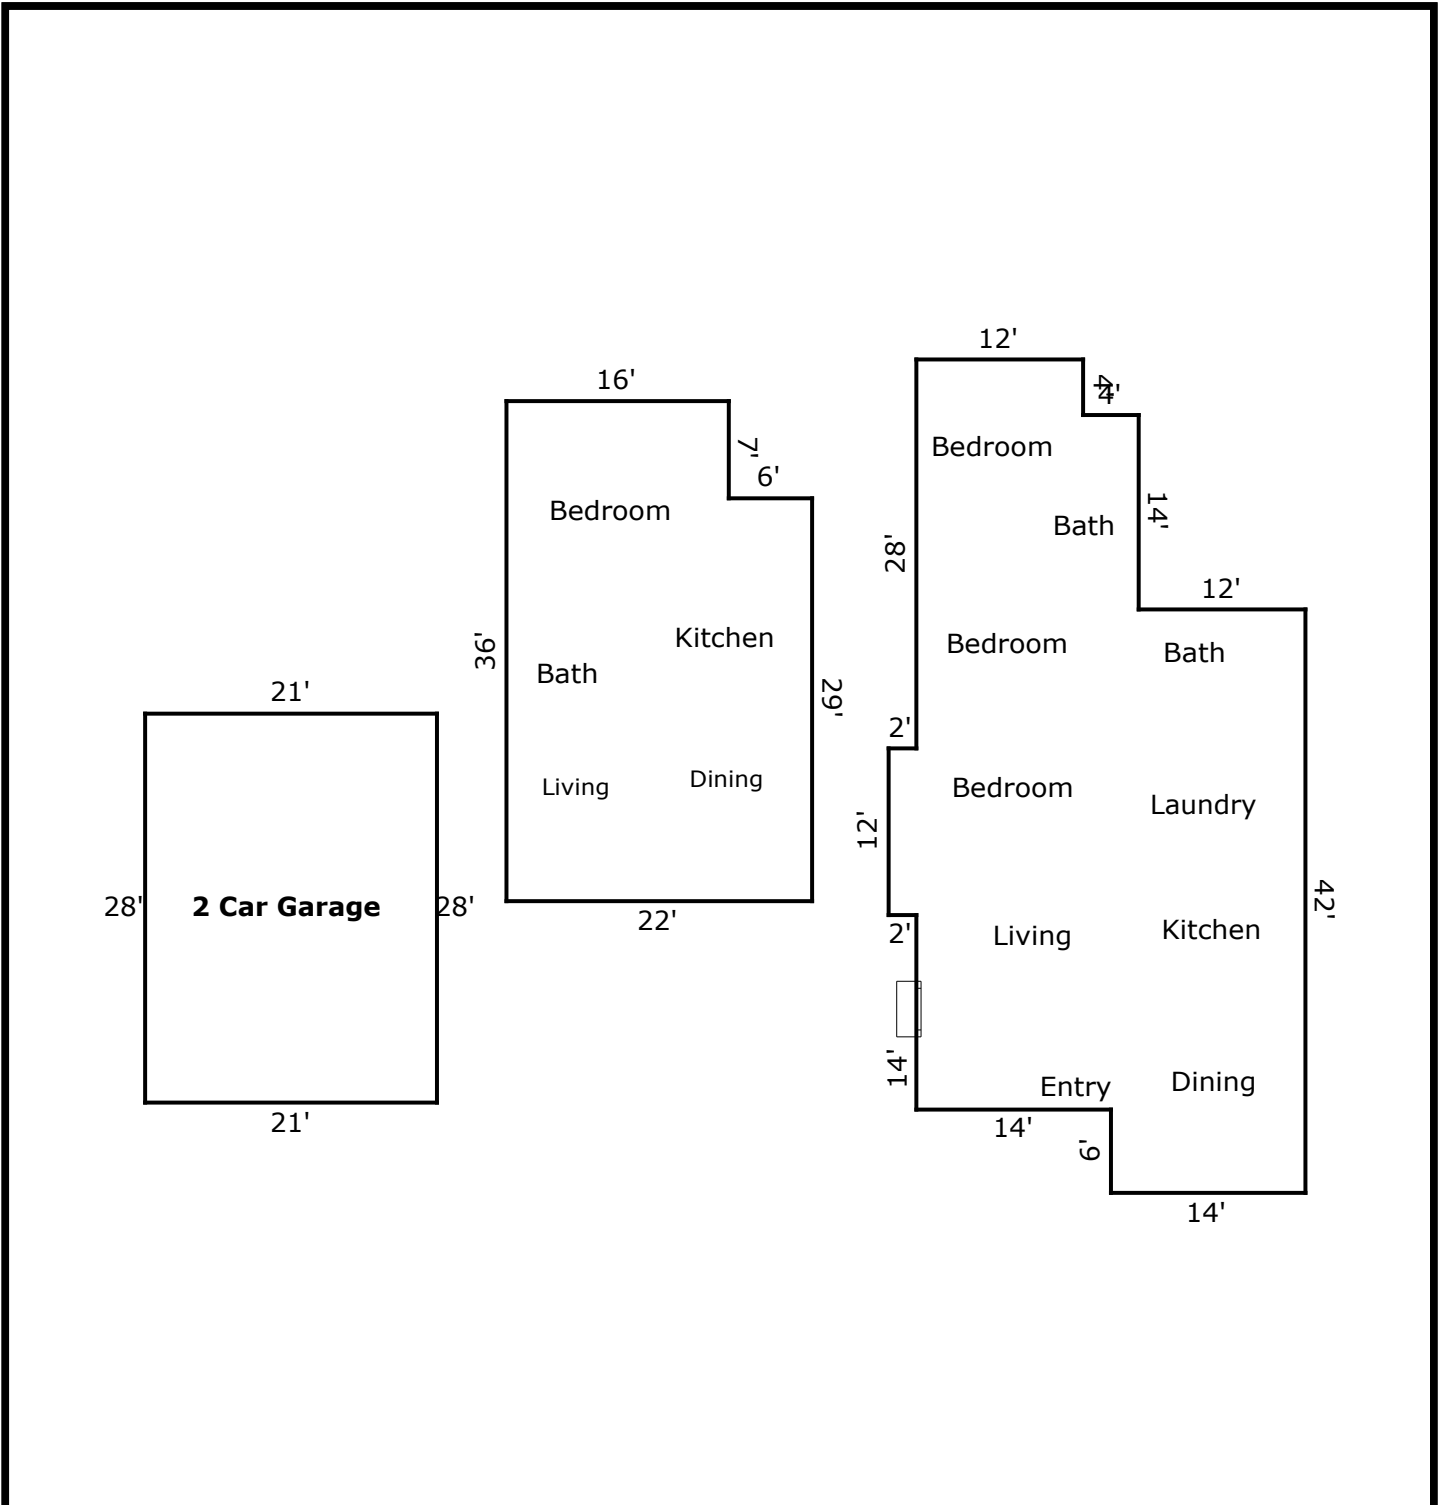 12'
4'
4'
16'
7'
6'
Bedroom
Bedroom
14'
Bath
28'
12'
36'
Kitchen
Bath
Bedroom
Bath
29'
21'
2'
Living
Dining
Bedroom
Laundry
12'
28'
2 Car Garage
28'
22'
2'
Living
Kitchen
42'
14'
Entry
Dining
21'
14'
6'
14'